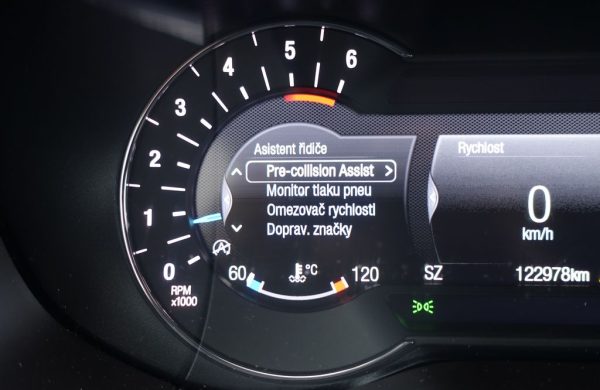 6
5
4
3
2
1
0
RPM
x1000
Asistent řidiče
Pre-collision Assist >
Monitor tlaku pneu
Omezovač rychlosti
Doprav. značky
60 °C 120
Rychlost
0
km/h
SZ 122978km